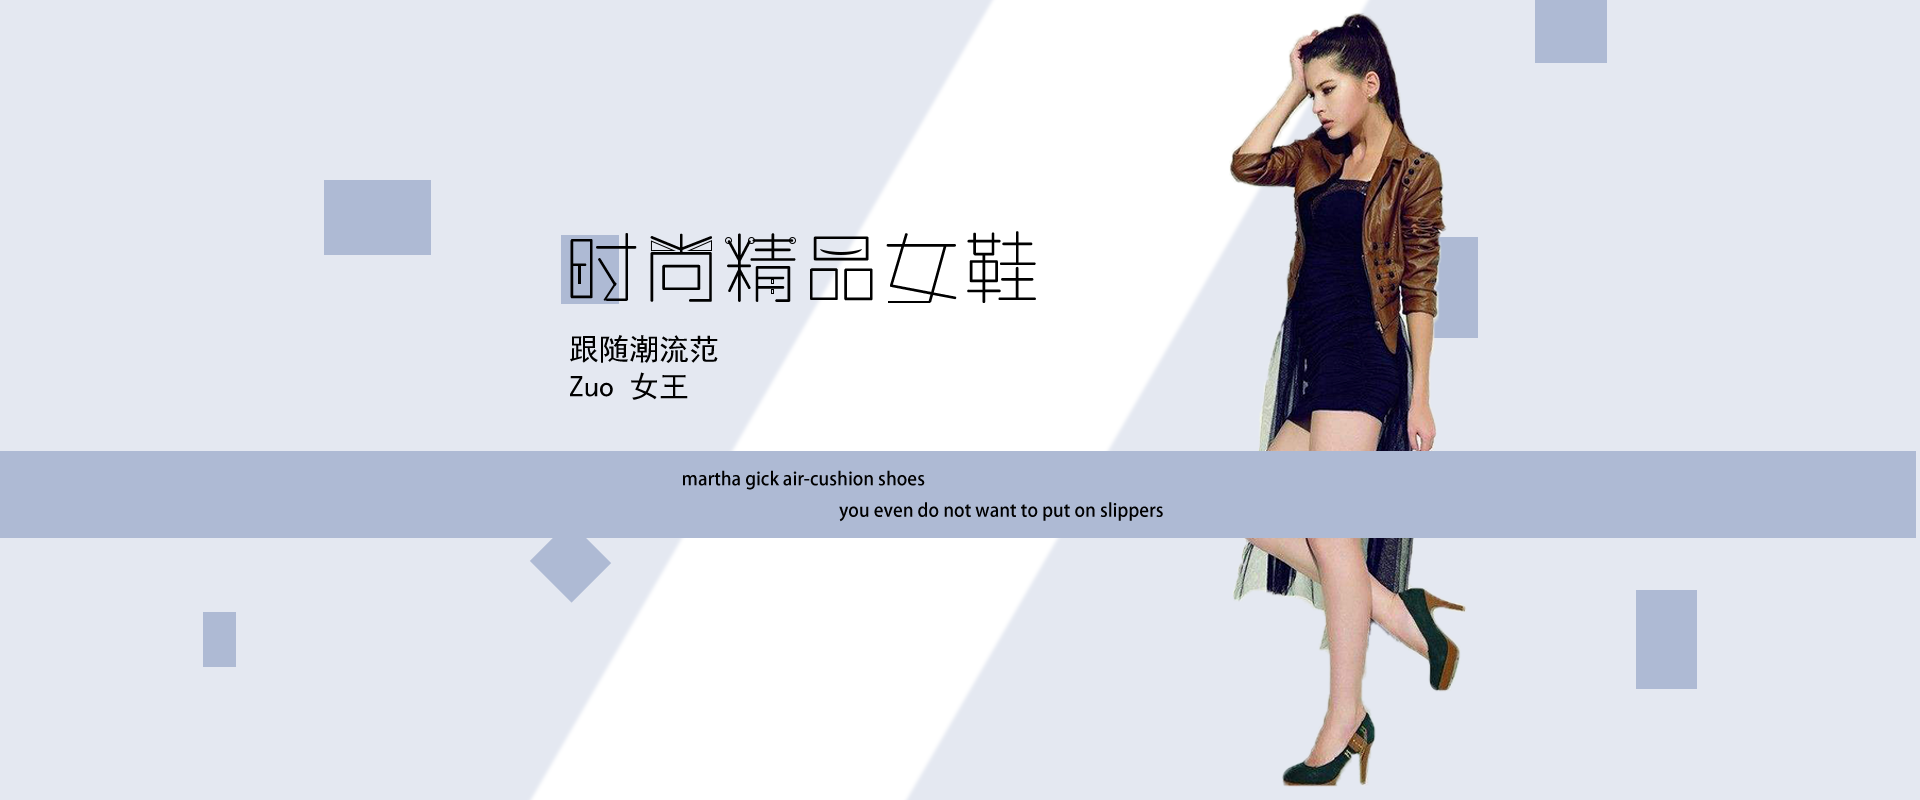 时尚精品女鞋
跟随潮流范
Zuo 女王
martha gick air-cushion shoes
you even do not want to put on slippers